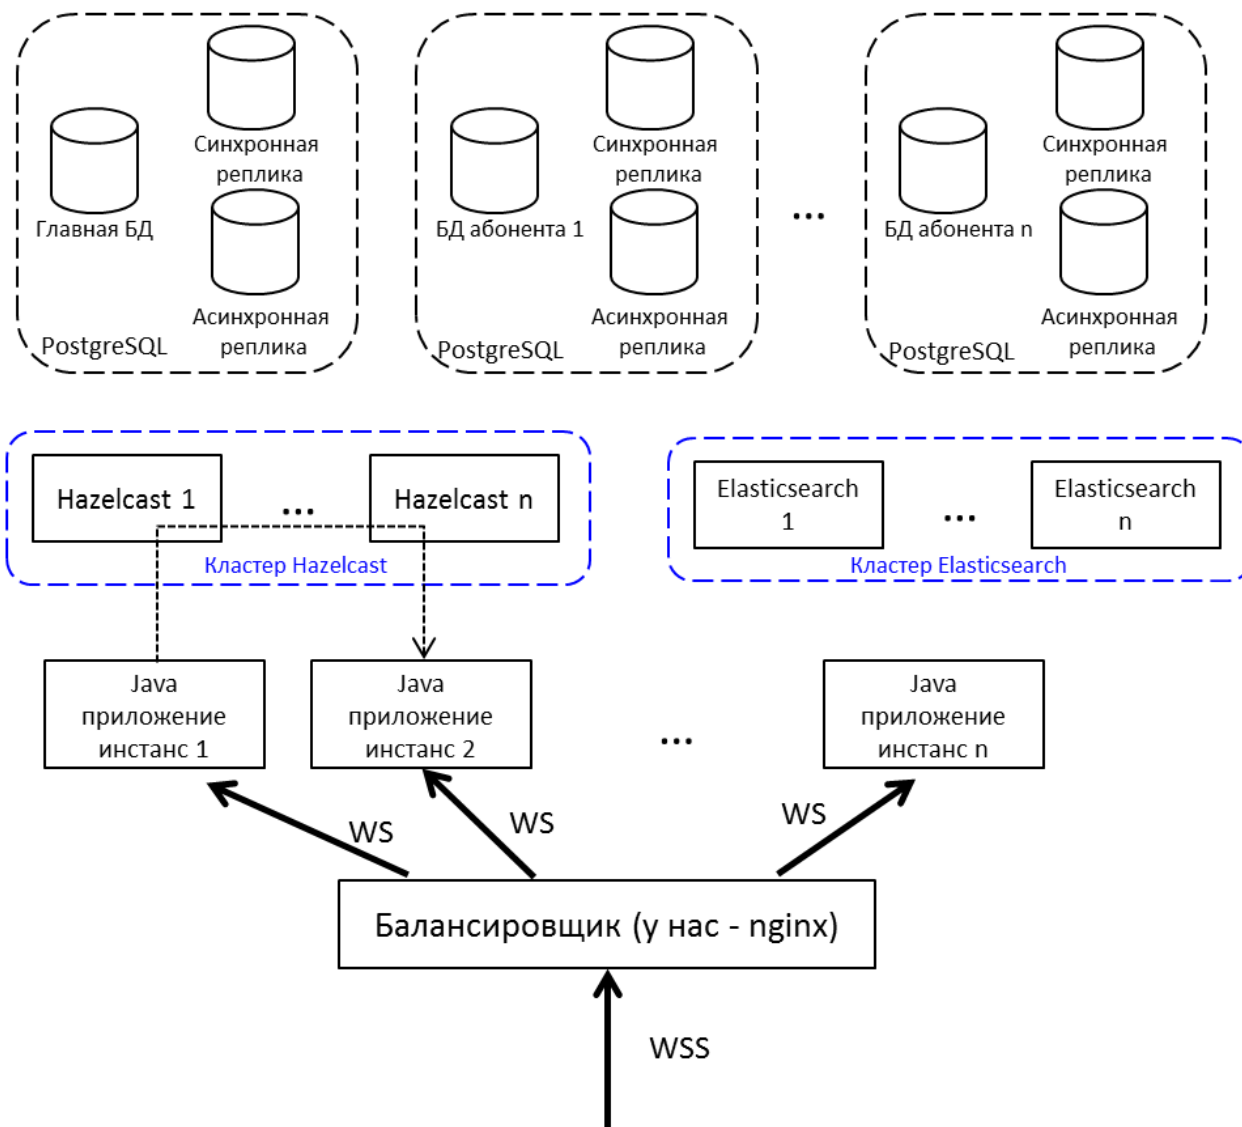 Синхронная
реплика
Главная БД
Асинхронная
реплика
PostgreSQL
Синхронная
реплика
БД абонента 1
Асинхронная
реплика
PostgreSQL
...
Синхронная
реплика
БД абонента n
Асинхронная
реплика
PostgreSQL
Hazelcast 1
...
Hazelcast n
Кластер Hazelcast
Elasticsearch
1
...
Elasticsearch
n
Кластер Elasticsearch
Java
приложение
инстанс 1
Java
приложение
инстанс 2
...
Java
приложение
инстанс n
WS
WS
WS
Балансировщик (у нас - nginx)
WSS